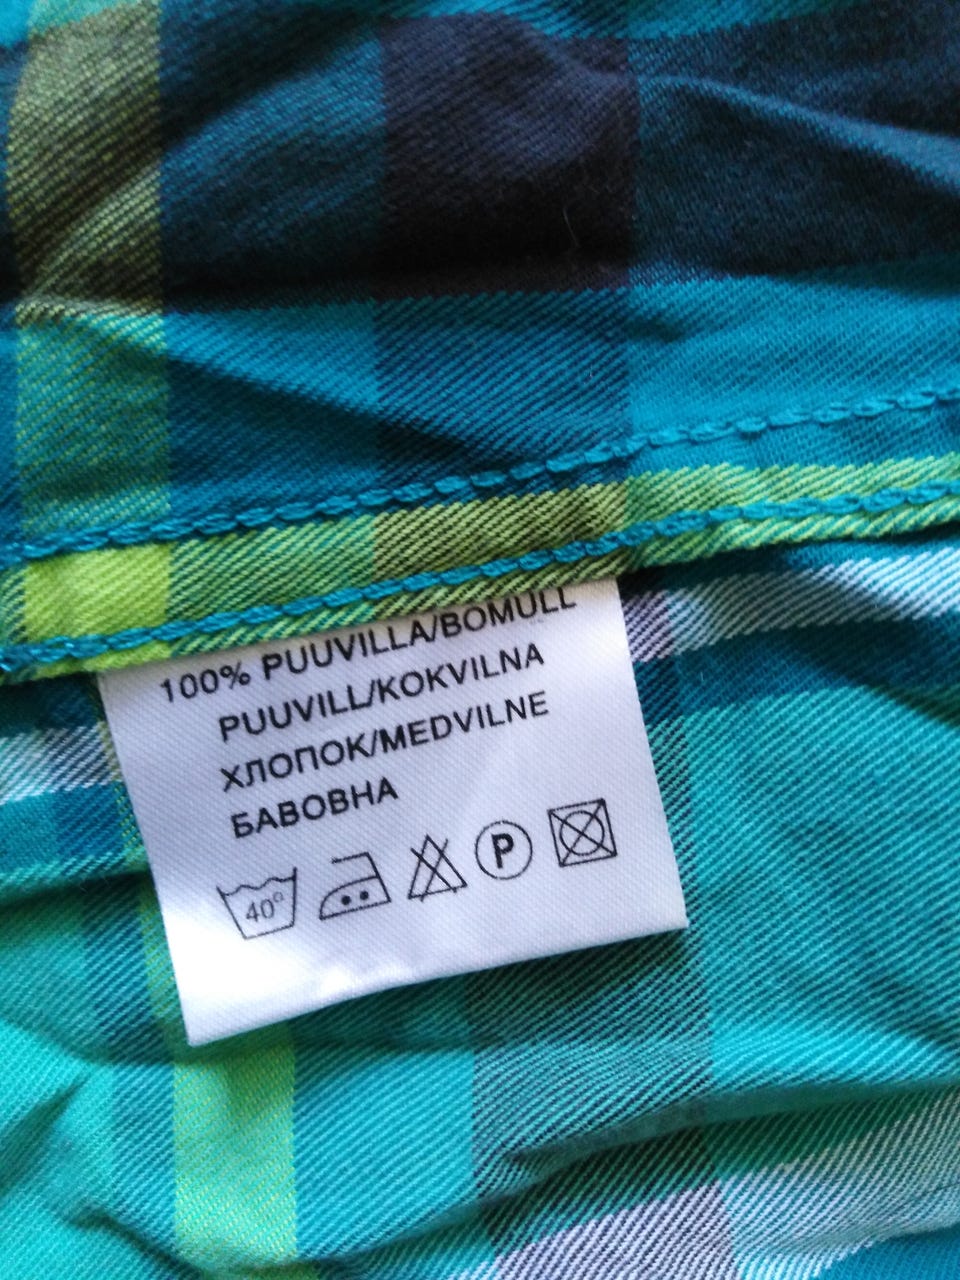 100% PUUVILLA/BOMULL
PUUVILL/KOKVILNA
ХЛОПОК/MEDVILNE
БАВОВНА
40° P